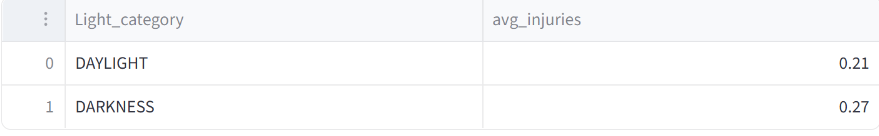 Light_category avg_injuries
0 DAYLIGHT 0.21
1 DARKNESS 0.27